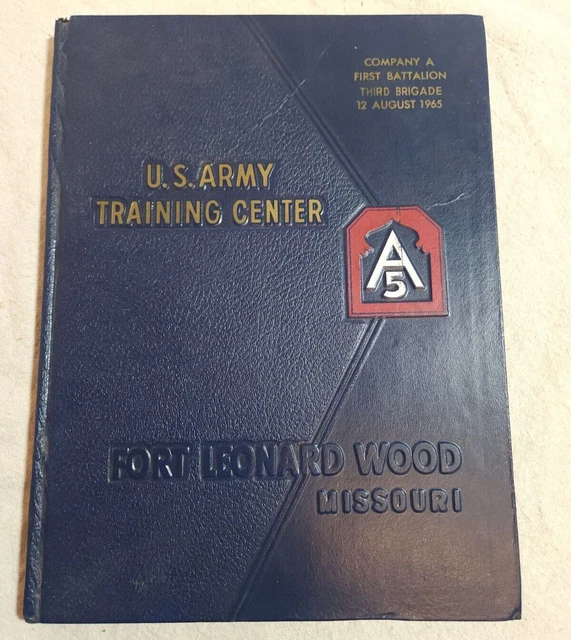 COMPANY A
FIRST BATTALION
THIRD BRIGADE
12 AUGUST 1965
U.S. ARMY
TRAINING CENTER
A
5
FORT LEONARD WOOD
MISSOURI